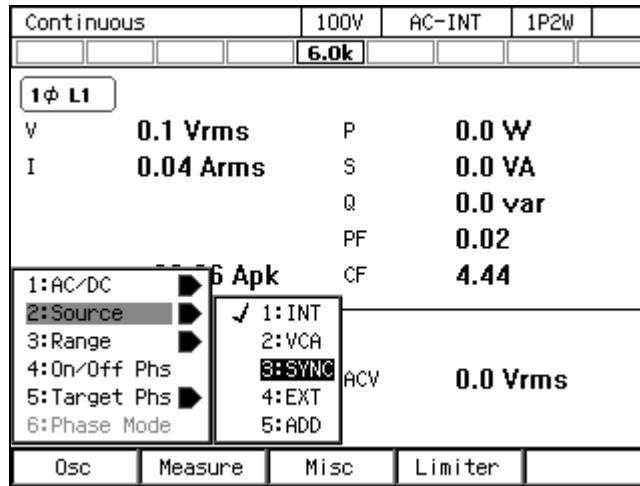 Continuous 100V AC-INT 1P2W
6.0k
1Φ L1
V 0.1 Vrms P 0.0 W
I 0.04 Arms S 0.0 VA
Q 0.0 var
PF 0.02
Apk CF 4.44
1:AC/DC
2:Source
3:Range
4:On/Off Phs
5:Target Phs
6:Phase Mode
✓ 1:INT
2:VCA
3:SYNC
4:EXT
5:ADD
ACV 0.0 Vrms
Osc Measure Misc Limiter